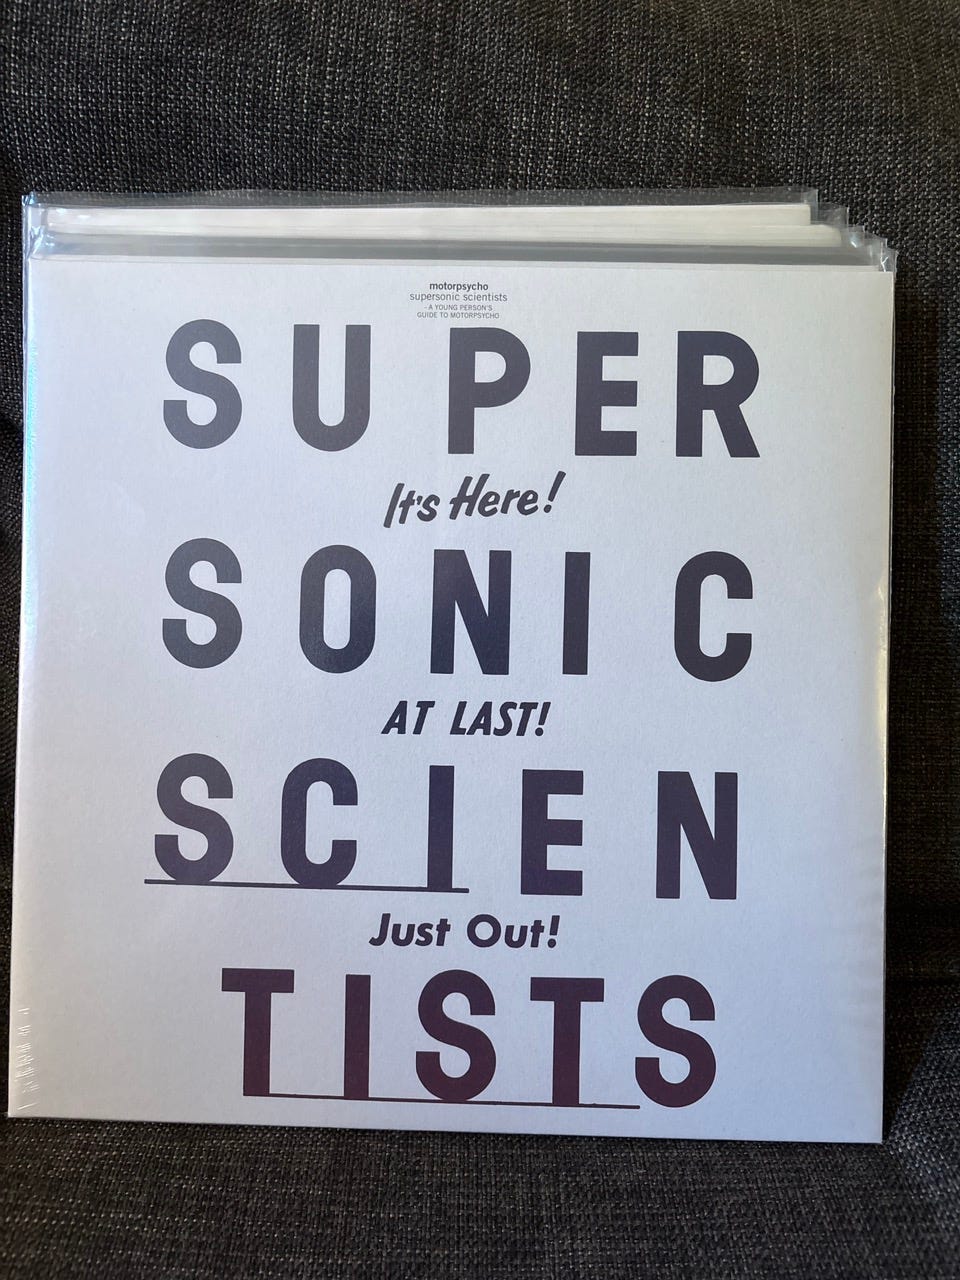 motorpsycho
supersonic scientists
- A YOUNG PERSON'S
GUIDE TO MOTORPSYCHO
SUPER
It's Here!
SONIC
AT LAST!
SCIEN
Just Out!
TISTS